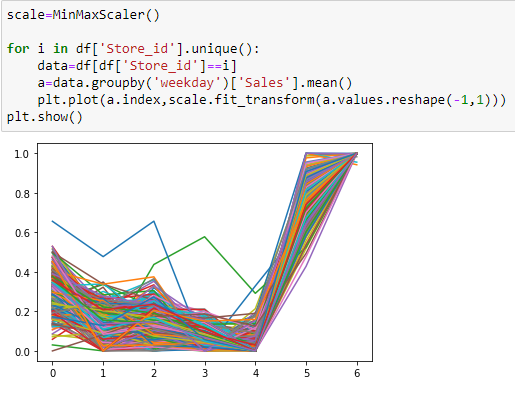 scale=MinMaxScaler()
for i in df['Store_id'].unique():
    data=df[df['Store_id']==i]
    a=data.groupby('weekday')['Sales'].mean()
    plt.plot(a.index,scale.fit_transform(a.values.reshape(-1,1)))
plt.show()
1.0
0.8
0.6
0.4
0.2
0.0
0 1 2 3 4 5 6